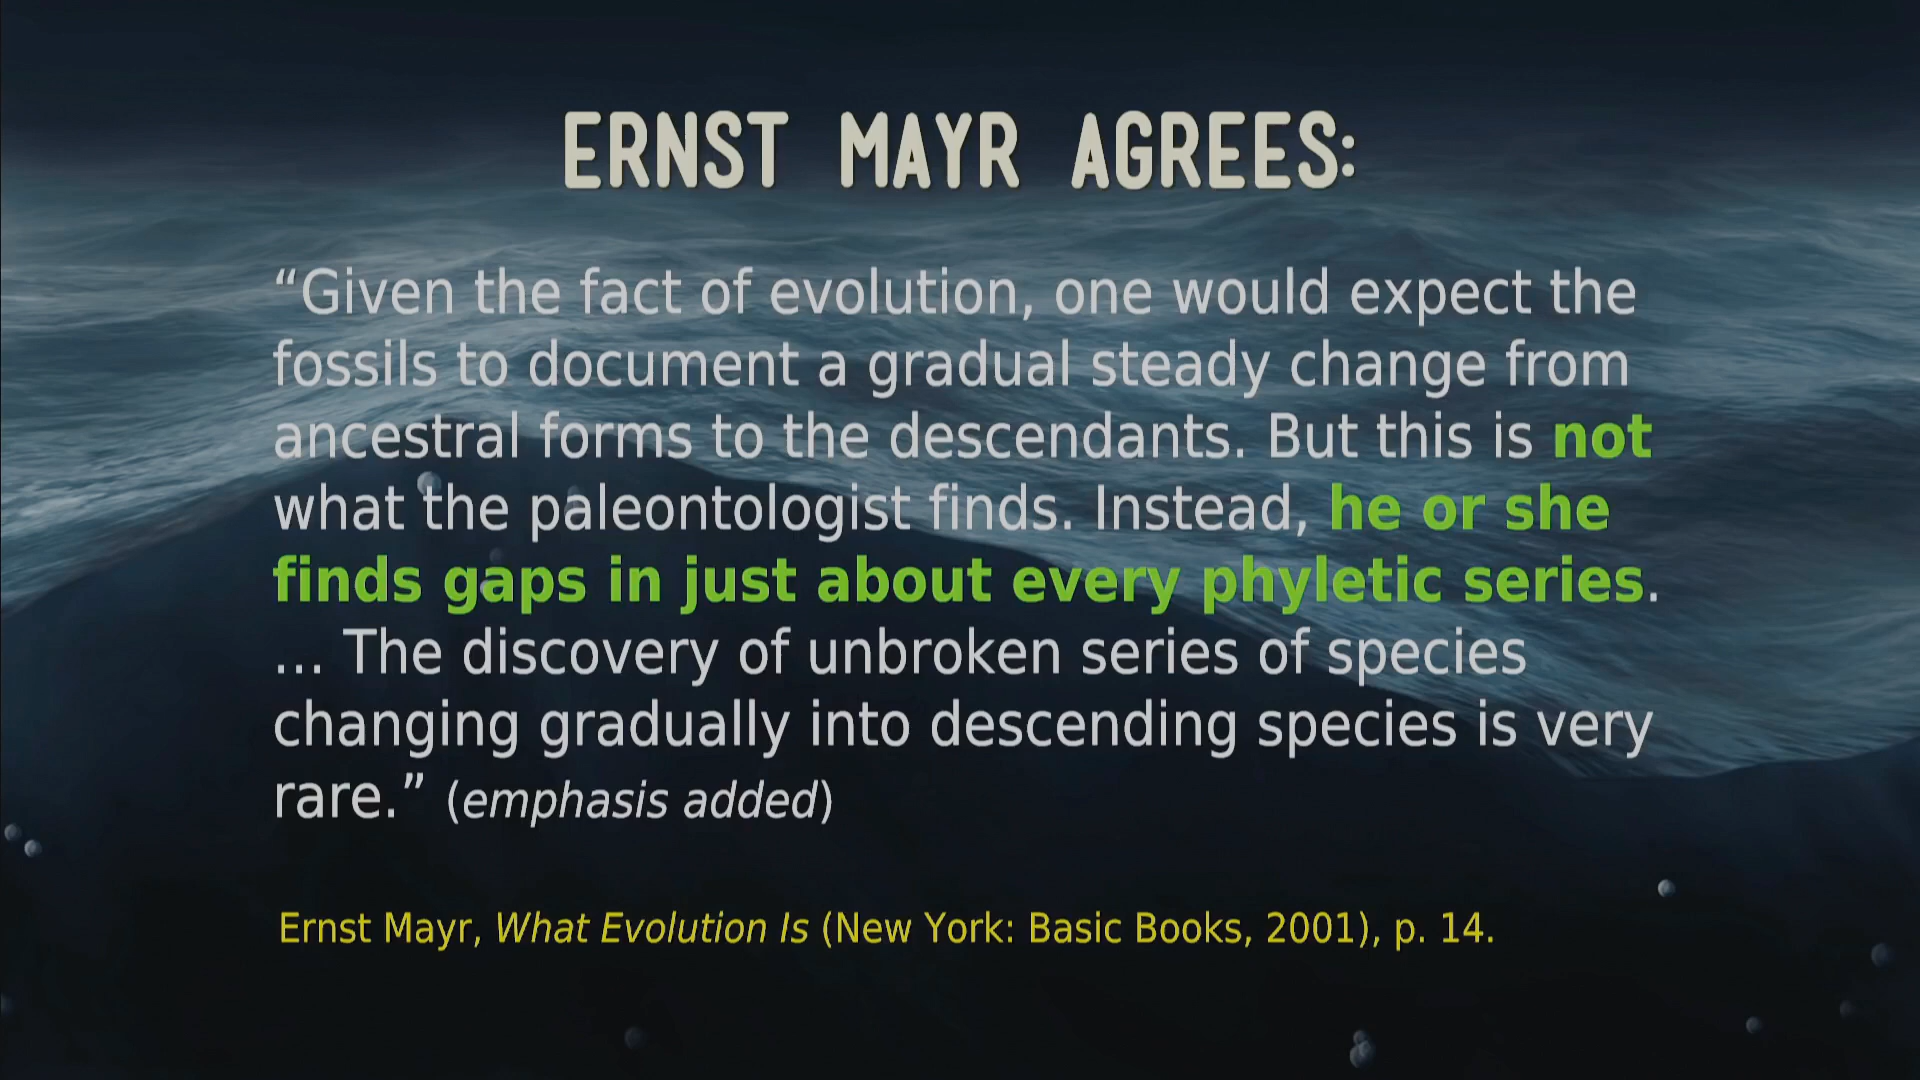 ERNST MAYR AGREES:
“Given the fact of evolution, one would expect the
fossils to document a gradual steady change from
ancestral forms to the descendants. But this is not
what the paleontologist finds. Instead, he or she
finds gaps in just about every phyletic series.
... The discovery of unbroken series of species
changing gradually into descending species is very
rare.” (emphasis added)
Ernst Mayr, What Evolution Is (New York: Basic Books, 2001), p. 14.